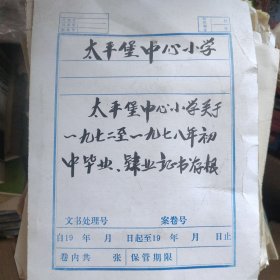 太平堡中心小学
太平堡中心小学关于
一九七二至一九七八年初
中毕业、肄业证书存根
文书处理号 案卷号
自19 年 月 日起至19 年 月 日止
卷内共 张 保管期限